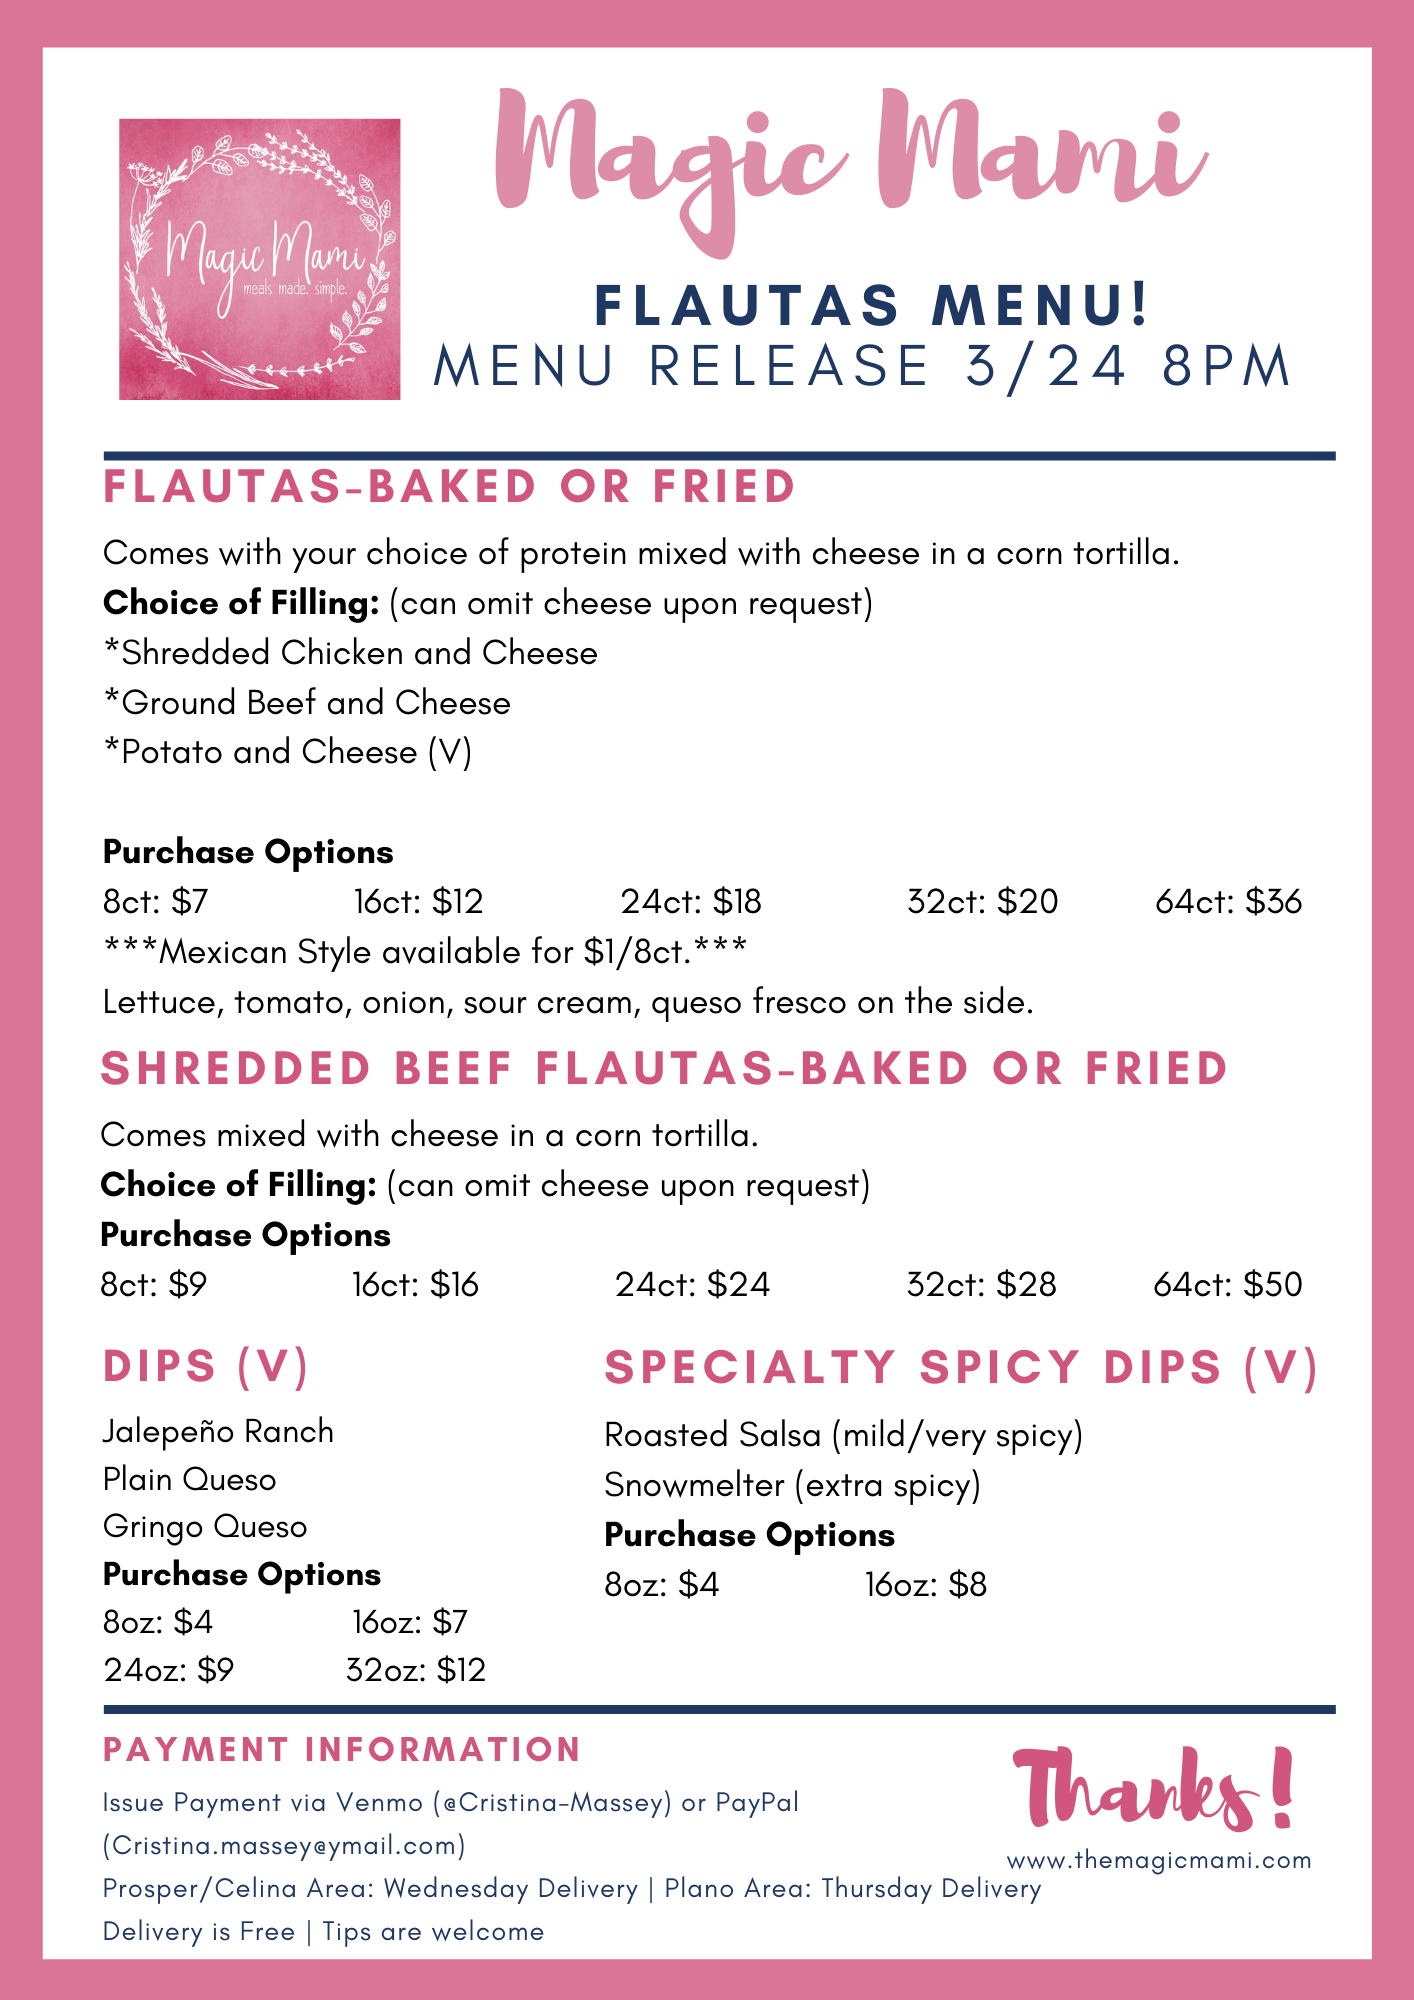 Magic Mami
meals made. simple.
Magic Mami
FLAUTAS MENU!
MENU RELEASE 3/24 8PM
FLAUTAS-BAKED OR FRIED
Comes with your choice of protein mixed with cheese in a corn tortilla.
Choice of Filling: (can omit cheese upon request)
*Shredded Chicken and Cheese
*Ground Beef and Cheese
*Potato and Cheese (V)
Purchase Options
8ct: $7 16ct: $12 24ct: $18 32ct: $20 64ct: $36
***Mexican Style available for $1/8ct.***
Lettuce, tomato, onion, sour cream, queso fresco on the side.
SHREDDED BEEF FLAUTAS-BAKED OR FRIED
Comes mixed with cheese in a corn tortilla.
Choice of Filling: (can omit cheese upon request)
Purchase Options
8ct: $9 16ct: $16 24ct: $24 32ct: $28 64ct: $50
DIPS (V)
Jalepeño Ranch
Plain Queso
Gringo Queso
Purchase Options
8oz: $4 16oz: $7
24oz: $9 32oz: $12
SPECIALTY SPICY DIPS (V)
Roasted Salsa (mild/very spicy)
Snowmelter (extra spicy)
Purchase Options
8oz: $4 16oz: $8
PAYMENT INFORMATION
Issue Payment via Venmo (@Cristina-Massey) or PayPal
(Cristina.massey@ymail.com)
Prosper/Celina Area: Wednesday Delivery | Plano Area: Thursday Delivery
Delivery is Free | Tips are welcome
Thanks!
www.themagicmami.com